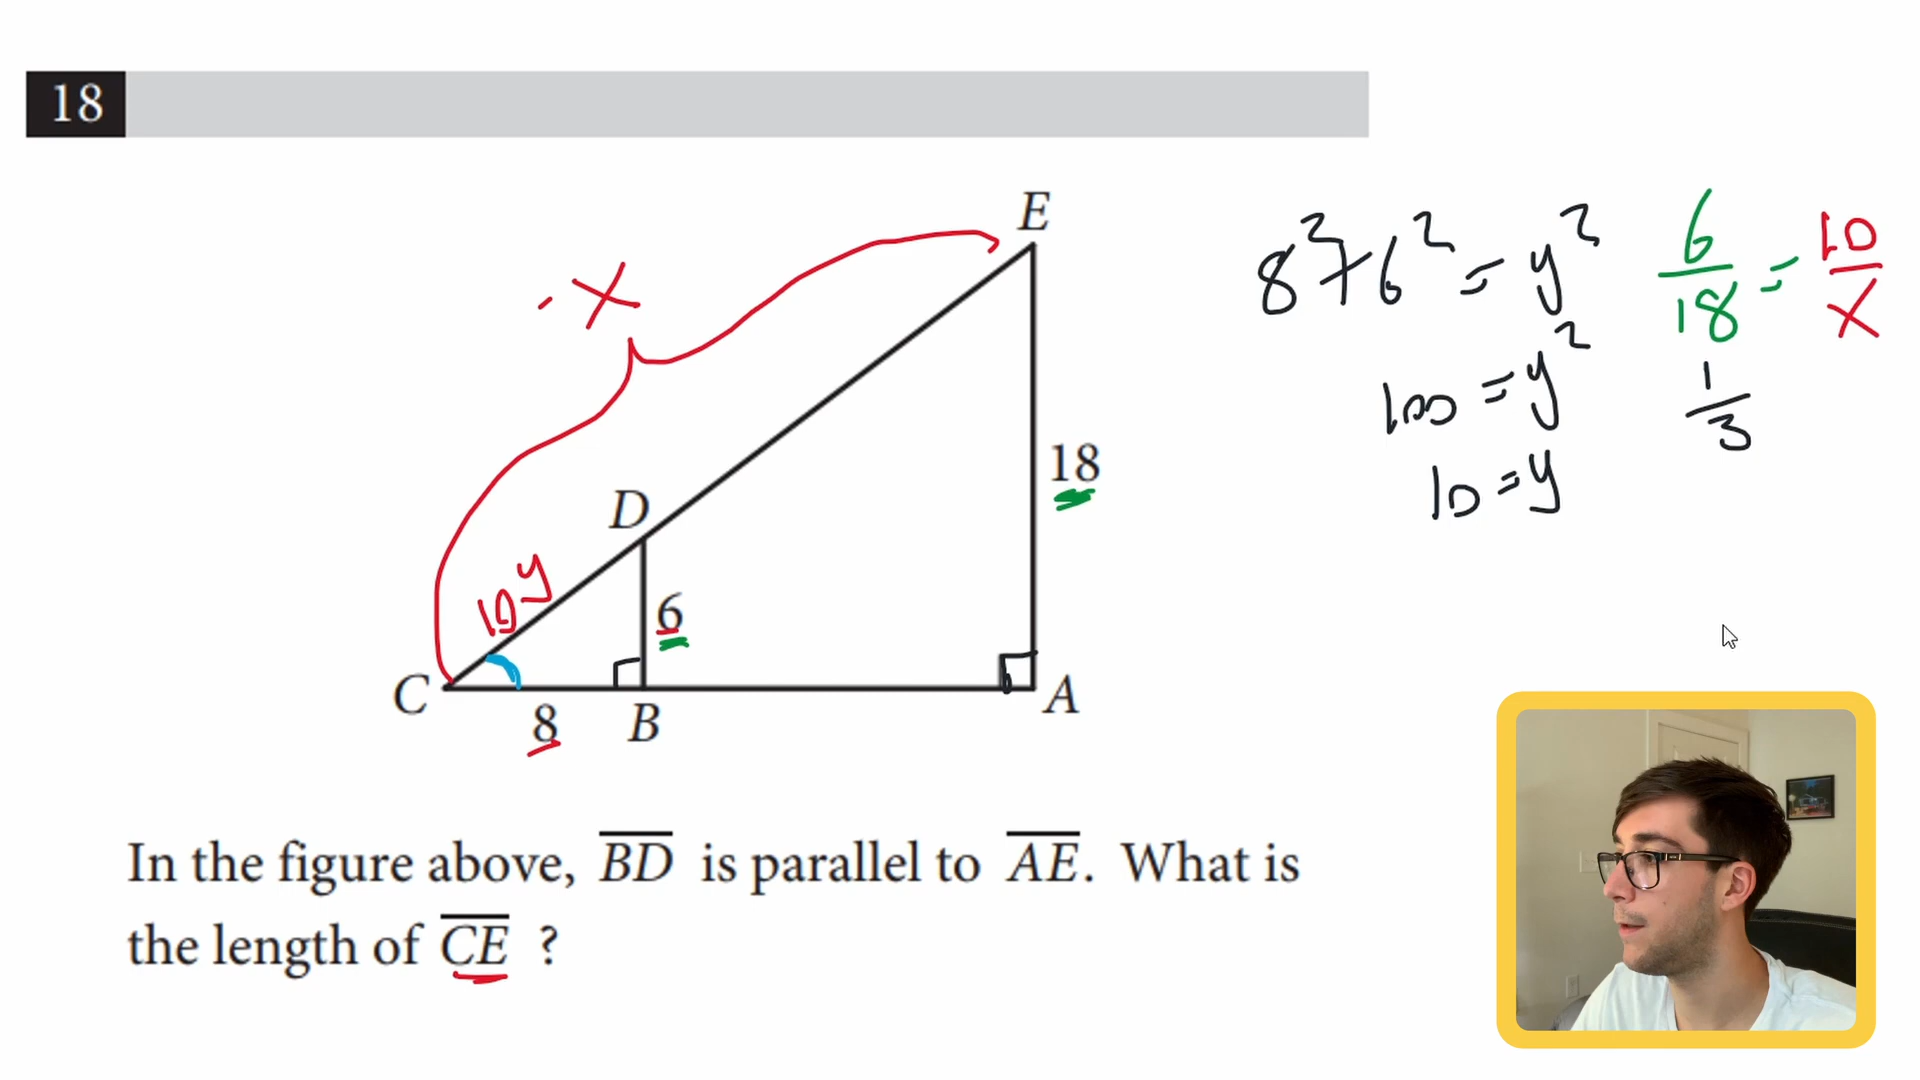 18
E
8² + 6² = y²
6/18 = 10/x
- x
100 = y²
1/3
18
10 = y
D
10 y
6
C
A
8
B
In the figure above, BD is parallel to AE. What is
the length of CE ?